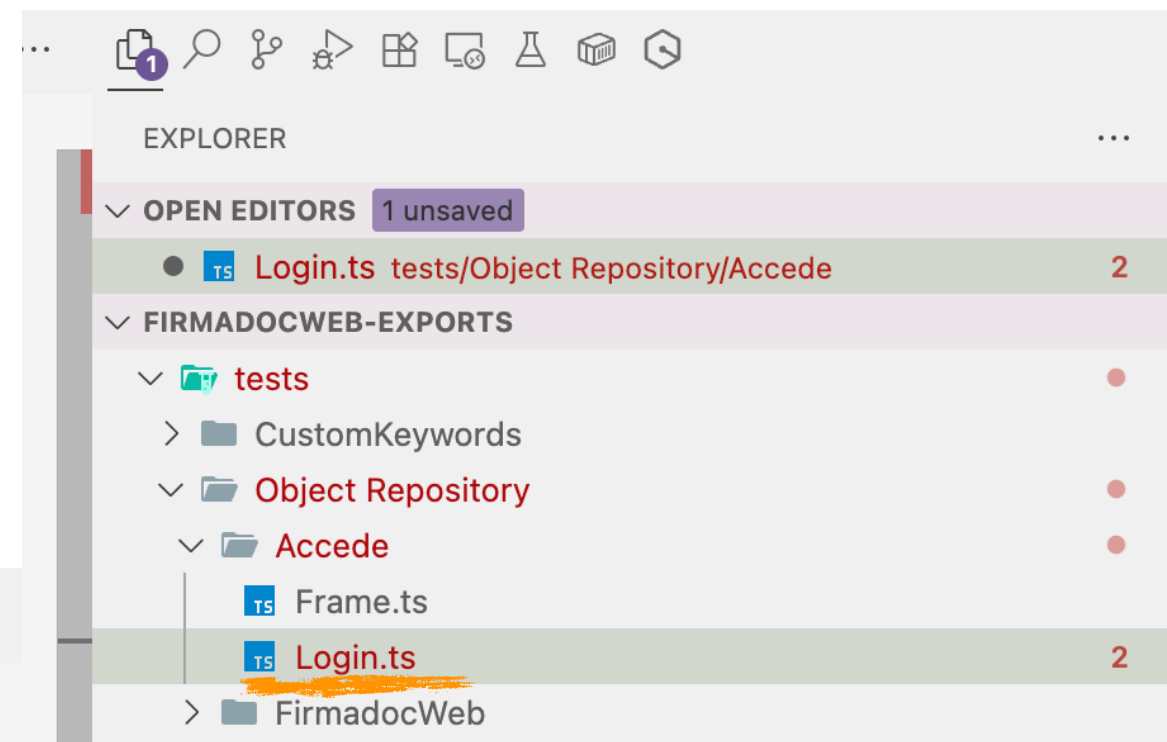 ...
1
EXPLORER ...
OPEN EDITORS 1 unsaved
TS Login.ts tests/Object Repository/Accede 2
FIRMADOCWEB-EXPORTS
tests
CustomKeywords
Object Repository
Accede
TS Frame.ts
TS Login.ts 2
FirmadocWeb